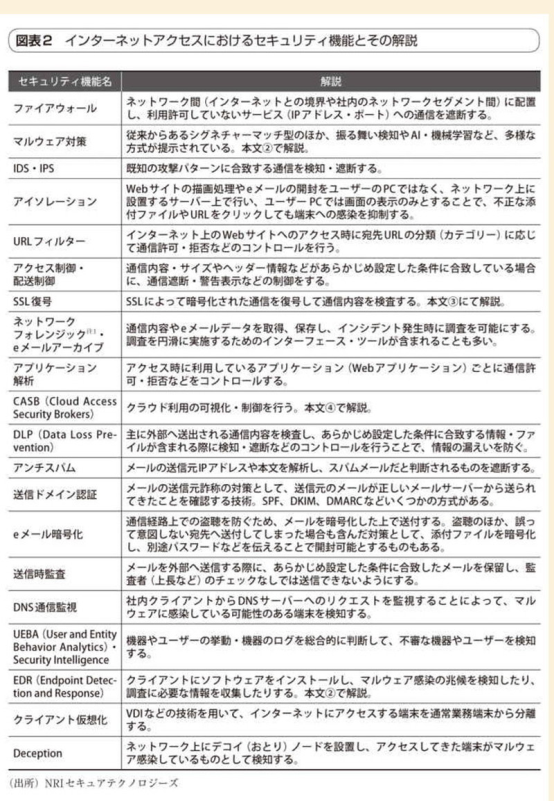 図表2 インターネットアクセスにおけるセキュリティ機能とその解説
セキュリティ機能名
解説
ファイアウォール
ネットワーク間（インターネットとの境界や社内のネットワークセグメント間）に配置
し、利用許可していないサービス（IPアドレス・ポート）への通信を遮断する。
マルウェア対策
従来からあるシグネチャーマッチ型のほか、振る舞い検知やAI・機械学習など、多様な
方式が提示されている。本文②で解説。
IDS・IPS
既知の攻撃パターンに合致する通信を検知・遮断する。
アイソレーション
Webサイトの描画処理やeメールの開封をユーザーのPCではなく、ネットワーク上に
設置するサーバー上で行い、ユーザーPCでは画面の表示のみとすることで、不正な添
付ファイルやURLをクリックしても端末への感染を抑制する。
URLフィルター
インターネット上のWebサイトへのアクセス時に宛先URLの分類（カテゴリー）に応じ
て通信許可・拒否などのコントロールを行う。
アクセス制御・
配送制御
通信内容・サイズやヘッダー情報などがあらかじめ設定した条件に合致している場合
に、通信遮断・警告表示などの制御をする。
SSL復号
SSLによって暗号化された通信を復号して通信内容を検査する。本文③にて解説。
ネットワーク
フォレンジック注1・
eメールアーカイブ
通信内容やeメールデータを取得、保存し、インシデント発生時に調査を可能にする。
調査を円滑に実施するためのインターフェース・ツールが含まれることも多い。
アプリケーション
解析
アクセス時に利用しているアプリケーション（Webアプリケーション）ごとに通信許
可・拒否などをコントロールする。
CASB（Cloud Access
Security Brokers）
クラウド利用の可視化・制御を行う。本文④で解説。
DLP（Data Loss Pre-
vention）
主に外部へ送出される通信内容を検査し、あらかじめ設定した条件に合致する情報・ファ
イルが含まれる際に検知・遮断などのコントロールを行うことで、情報の漏えいを防ぐ。
アンチスパム
メールの送信元IPアドレスや本文を解析し、スパムメールだと判断されるものを遮断する。
送信ドメイン認証
メールの送信元詐称の対策として、送信元のメールが正しいメールサーバーから送られ
てきたことを確認する技術。SPF、DKIM、DMARCなどいくつかの方式がある。
eメール暗号化
通信経路上での盗聴を防ぐため、メールを暗号化した上で送付する。盗聴のほか、誤っ
て意図しない宛先へ送付してしまった場合も含んだ対策として、添付ファイルを暗号化
し、別途パスワードなどを伝えることで開封可能とするものもある。
送信時監査
メールを外部へ送信する際に、あらかじめ設定した条件に合致したメールを保留し、監
査者（上長など）のチェックなしでは送信できないようにする。
DNS通信監視
社内クライアントからDNSサーバーへのリクエストを監視することによって、マル
ウェアに感染している可能性のある端末を検知する。
UEBA（User and Entity
Behavior Analytics）・
Security Intelligence
機器やユーザーの挙動・機器のログを総合的に判断して、不審な機器やユーザーを検知
する。
EDR（Endpoint Detec-
tion and Response）
クライアントにソフトウェアをインストールし、マルウェア感染の兆候を検知したり、
調査に必要な情報を収集したりする。本文②で解説。
クライアント仮想化
VDIなどの技術を用いて、インターネットにアクセスする端末を通常業務端末から分離
する。
Deception
ネットワーク上にデコイ（おとり）ノードを設置し、アクセスしてきた端末がマルウェ
ア感染しているものとして検知する。
（出所）NRIセキュアテクノロジーズ